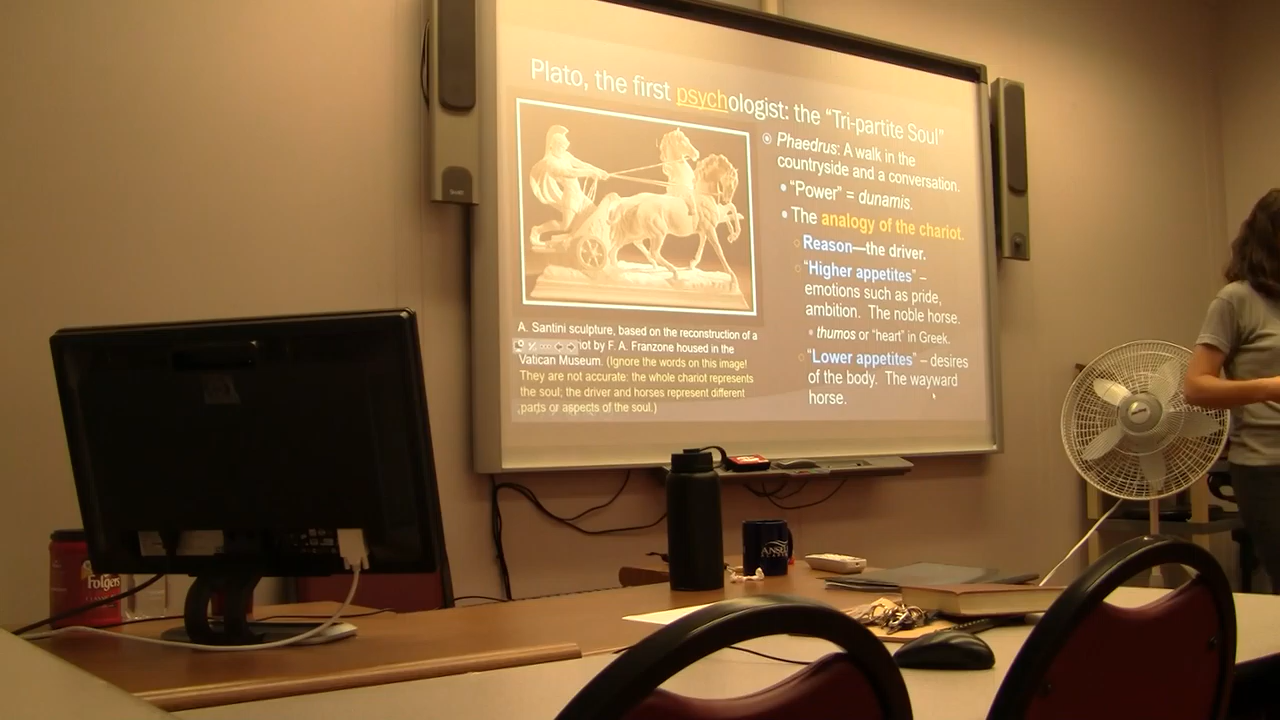 Plato, the first psychologist: the “Tri-partite Soul”
Phaedrus: A walk in the
countryside and a conversation.
• “Power” = dunamis.
• The analogy of the chariot.
Reason—the driver.
“Higher appetites” –
emotions such as pride,
ambition. The noble horse.
thumos or “heart” in Greek.
“Lower appetites” – desires
of the body. The wayward
horse.
A. Santini sculpture, based on the reconstruction of a
by F. A. Franzone housed in the
Vatican Museum. (Ignore the words on this image!
They are not accurate: the whole chariot represents
the soul; the driver and horses represent different
parts or aspects of the soul.)
Folgers